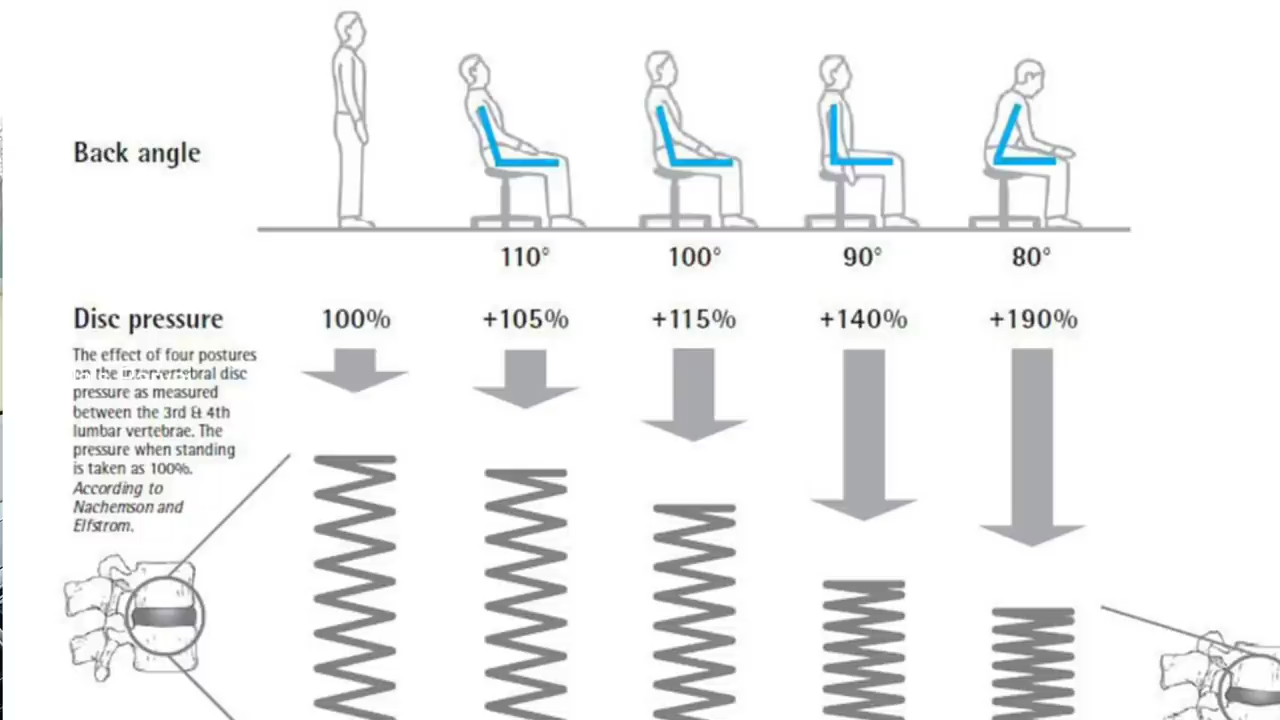 Back angle
110° 100° 90° 80°
Disc pressure 100% +105% +115% +140% +190%
The effect of four postures
on the intervertebral disc
pressure as measured
between the 3rd & 4th
lumbar vertebrae. The
pressure when standing
is taken as 100%.
According to
Nachemson and
Elfstrom.